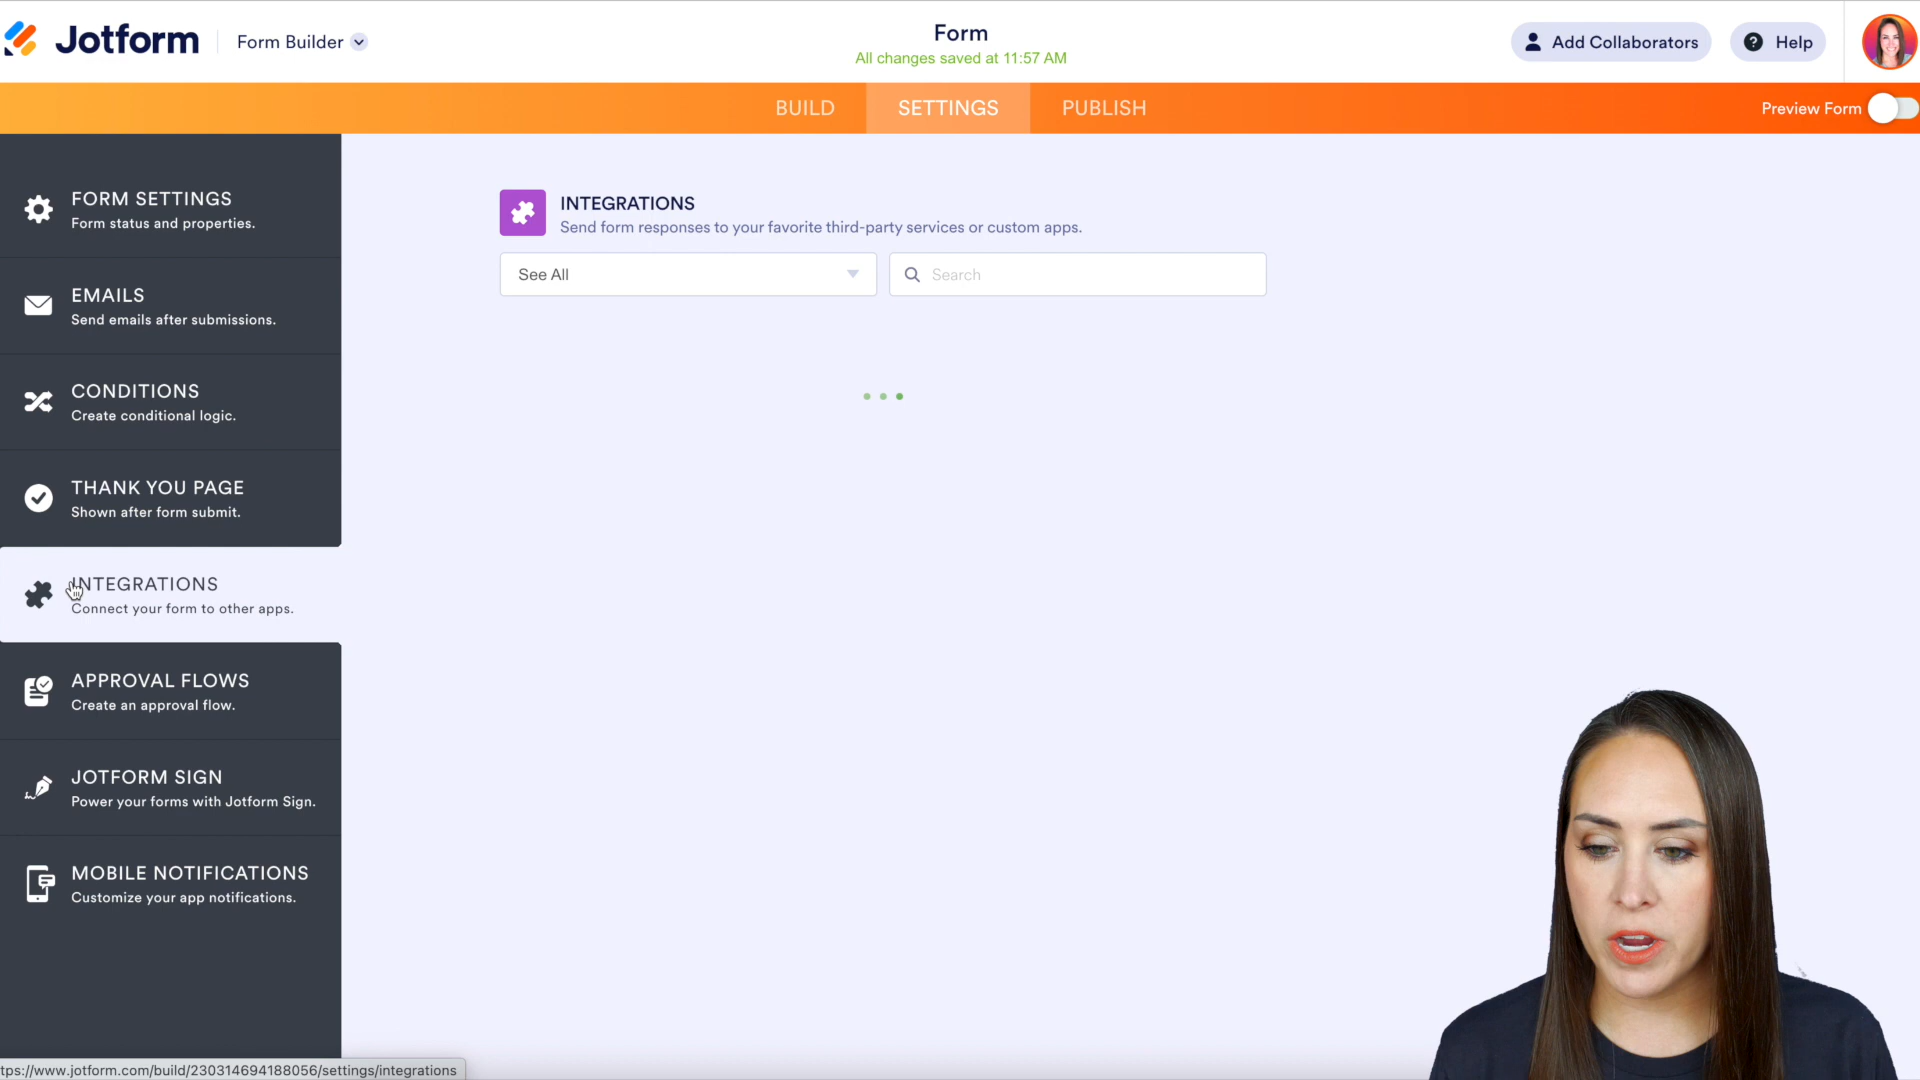 Jotform
Form Builder
Form
All changes saved at 11:57 AM
Add Collaborators
Help
BUILD
SETTINGS
PUBLISH
Preview Form
FORM SETTINGS
Form status and properties.
EMAILS
Send emails after submissions.
CONDITIONS
Create conditional logic.
THANK YOU PAGE
Shown after form submit.
INTEGRATIONS
Connect your form to other apps.
APPROVAL FLOWS
Create an approval flow.
JOTFORM SIGN
Power your forms with Jotform Sign.
MOBILE NOTIFICATIONS
Customize your app notifications.
INTEGRATIONS
Send form responses to your favorite third-party services or custom apps.
See All
Search
tps://www.jotform.com/build/230314694188056/settings/integrations